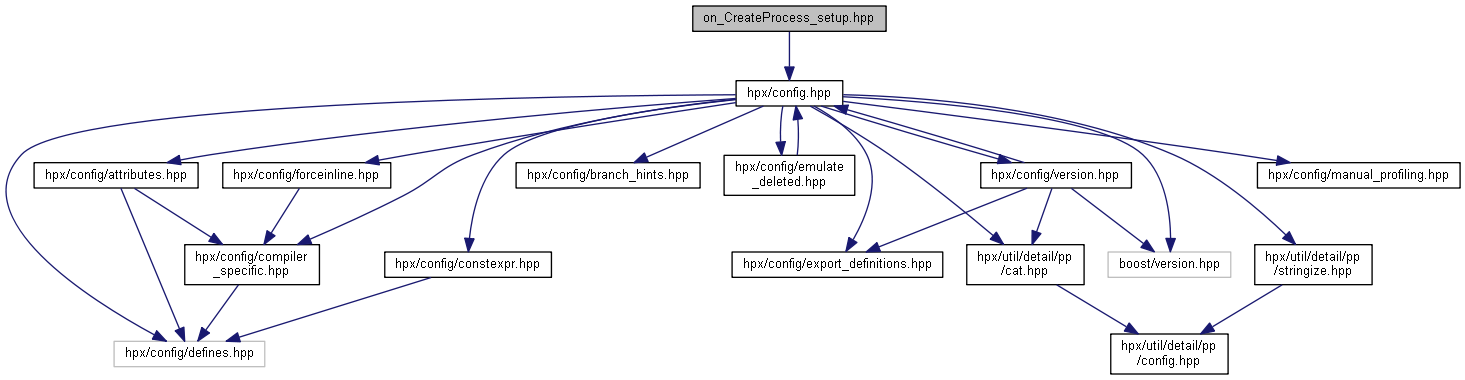 on_CreateProcess_setup.hpp
hpx/config.hpp
hpx/config/attributes.hpp
hpx/config/forceinline.hpp
hpx/config/branch_hints.hpp
hpx/config/emulate
_deleted.hpp
hpx/config/version.hpp
hpx/config/manual_profiling.hpp
hpx/config/compiler
_specific.hpp
hpx/config/constexpr.hpp
hpx/config/export_definitions.hpp
hpx/util/detail/pp
/cat.hpp
boost/version.hpp
hpx/util/detail/pp
/stringize.hpp
hpx/config/defines.hpp
hpx/util/detail/pp
/config.hpp